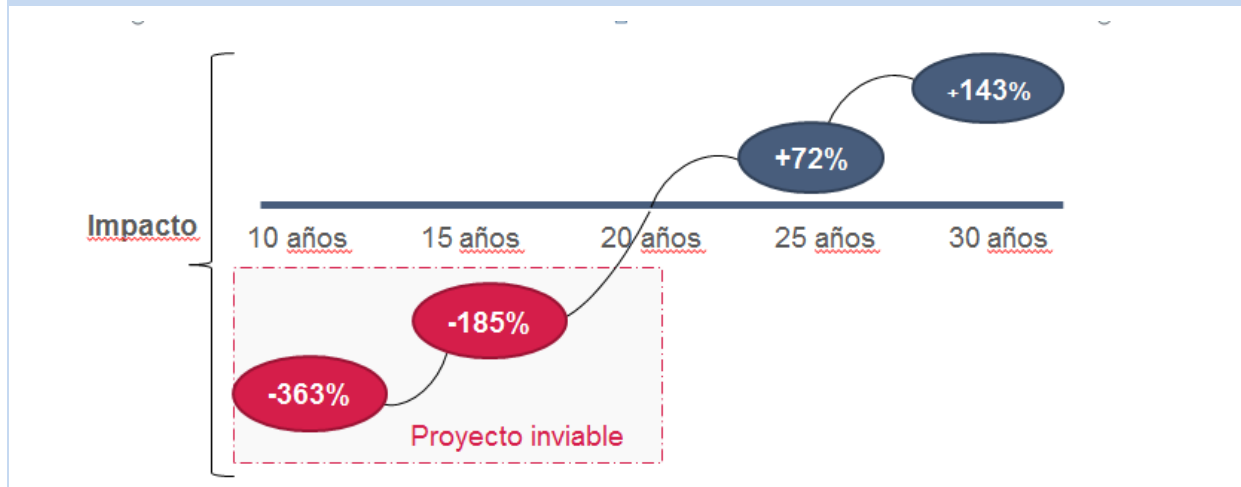 +143%
+72%
Impacto
10 años 15 años 20 años 25 años 30 años
-185%
-363%
Proyecto inviable